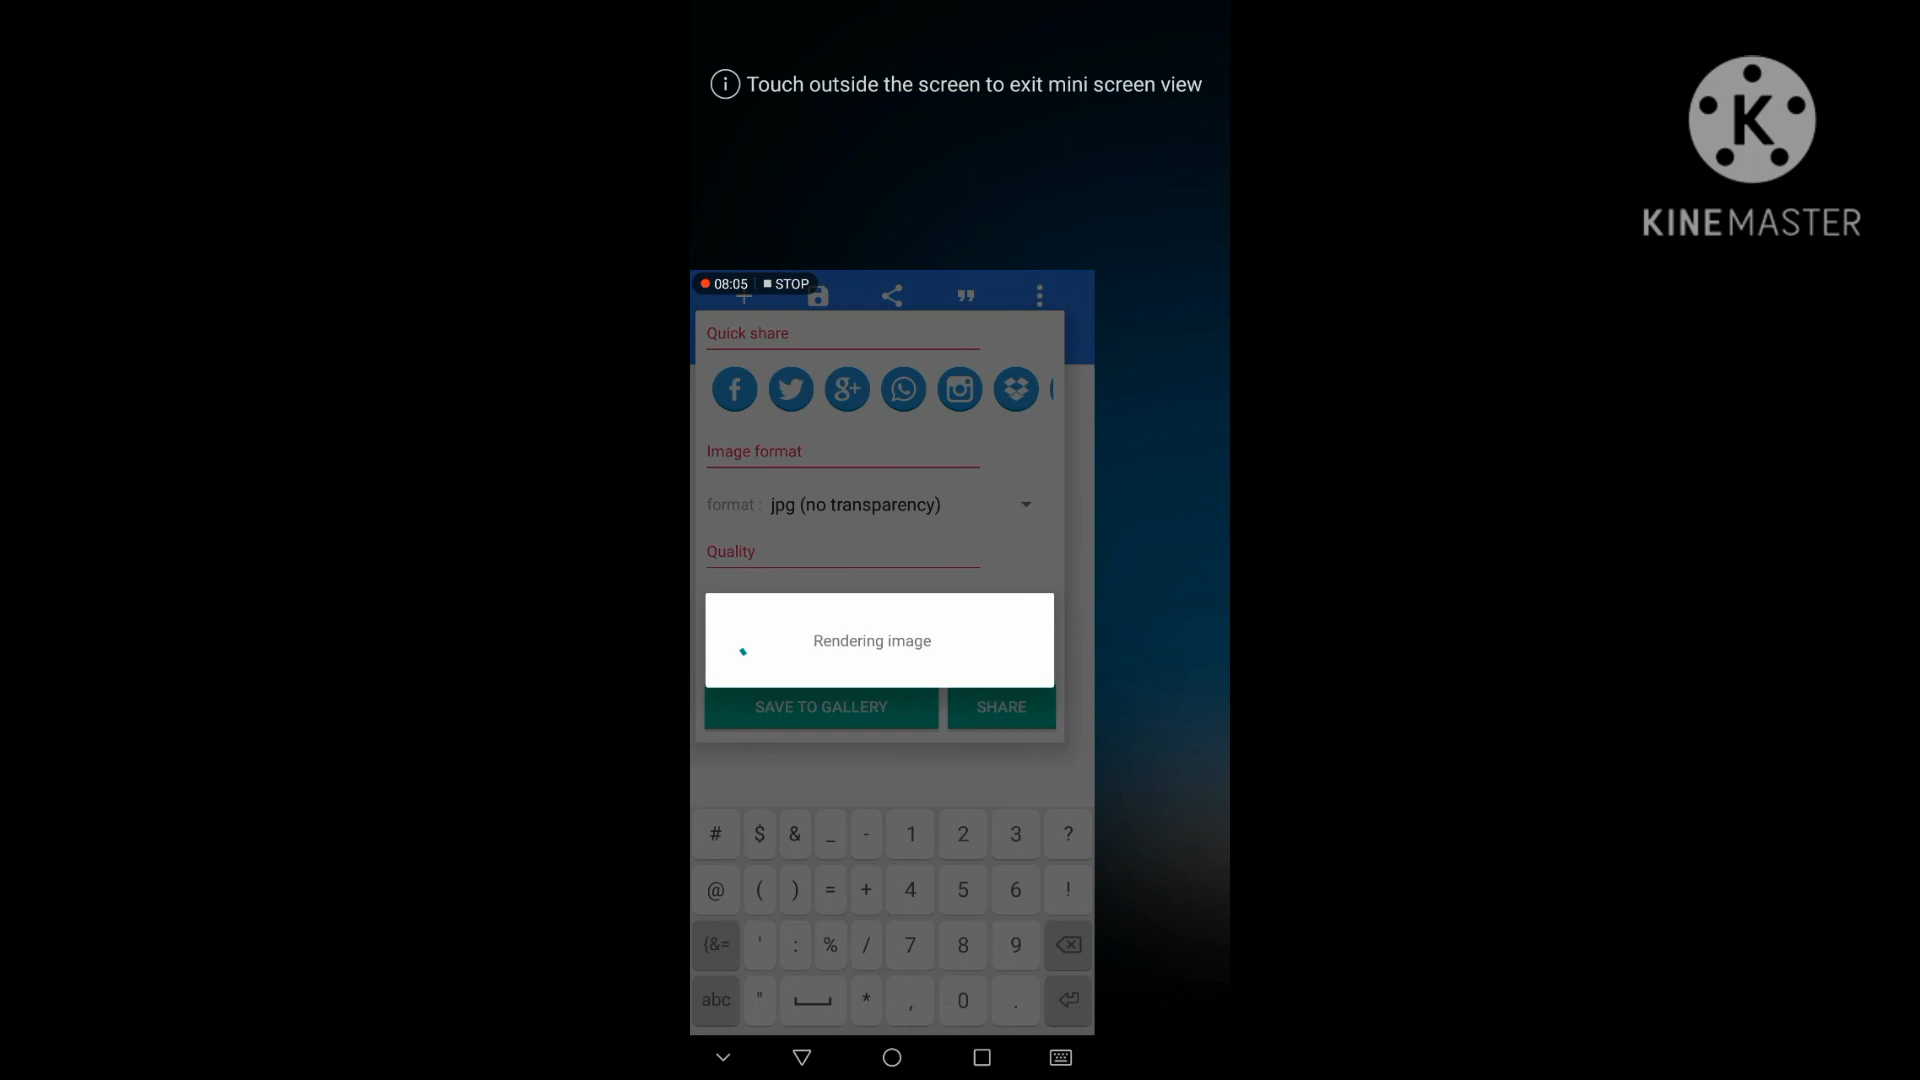 Touch outside the screen to exit mini screen view
K
KINEMASTER
08:05 STOP
Quick share
Image format
format : jpg (no transparency)
Quality
Rendering image
SAVE TO GALLERY SHARE
# $ & _ - 1 2 3 ?
@ ( ) = + 4 5 6 !
{&= ' : % / 7 8 9
abc " * , 0 .